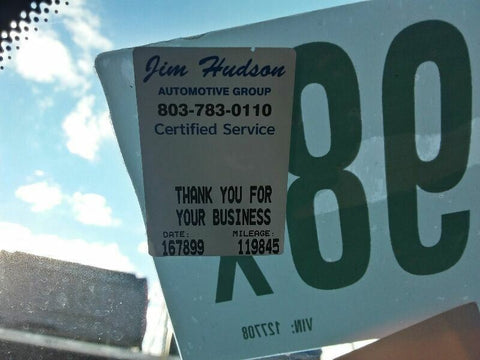 Jim Hudson
AUTOMOTIVE GROUP
803-783-0110
Certified Service
THANK YOU FOR
YOUR BUSINESS
DATE: MILEAGE:
167899 119845
98
VIN: 127708